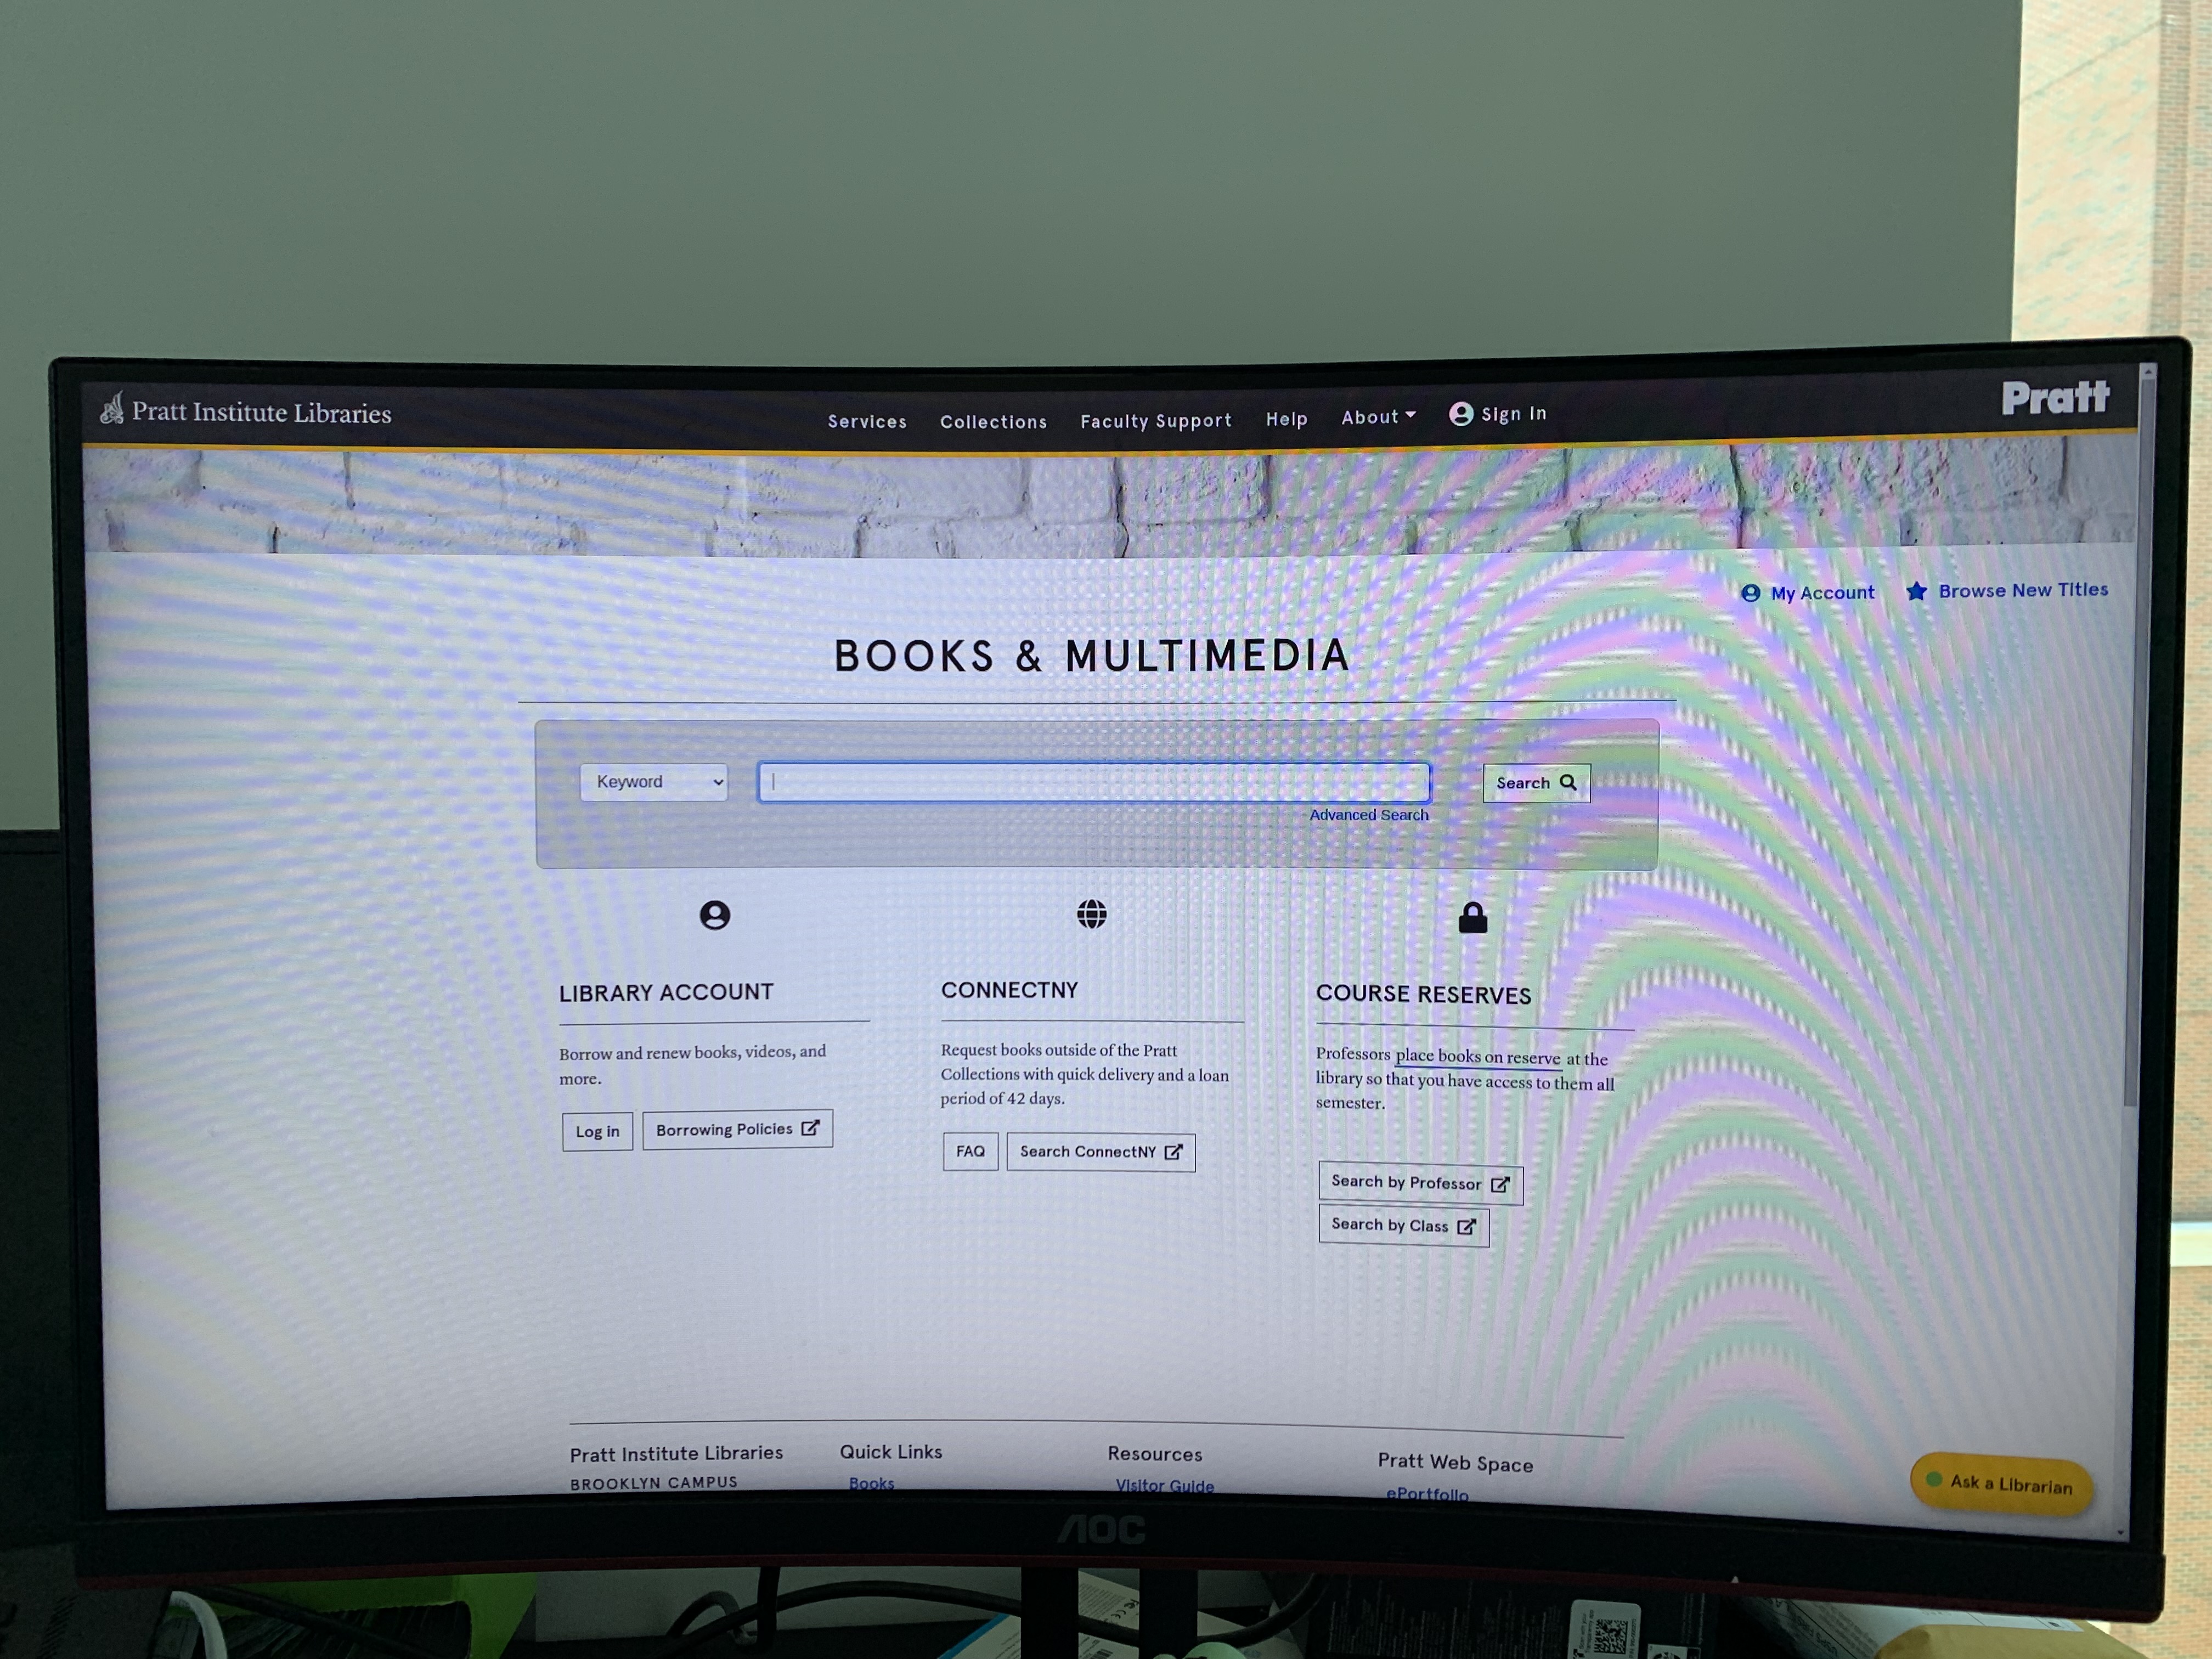 Pratt Institute Libraries
Services Collections Faculty Support Help About Sign In
Pratt
My Account Browse New Titles
BOOKS & MULTIMEDIA
Keyword
Search
Advanced Search
LIBRARY ACCOUNT
Borrow and renew books, videos, and
more.
Log in Borrowing Policies
CONNECTNY
Request books outside of the Pratt
Collections with quick delivery and a loan
period of 42 days.
FAQ Search ConnectNY
COURSE RESERVES
Professors place books on reserve at the
library so that you have access to them all
semester.
Search by Professor
Search by Class
Pratt Institute Libraries
BROOKLYN CAMPUS
Quick Links
Books
Resources
Visitor Guide
Pratt Web Space
ePortfolio
Ask a Librarian
AOC